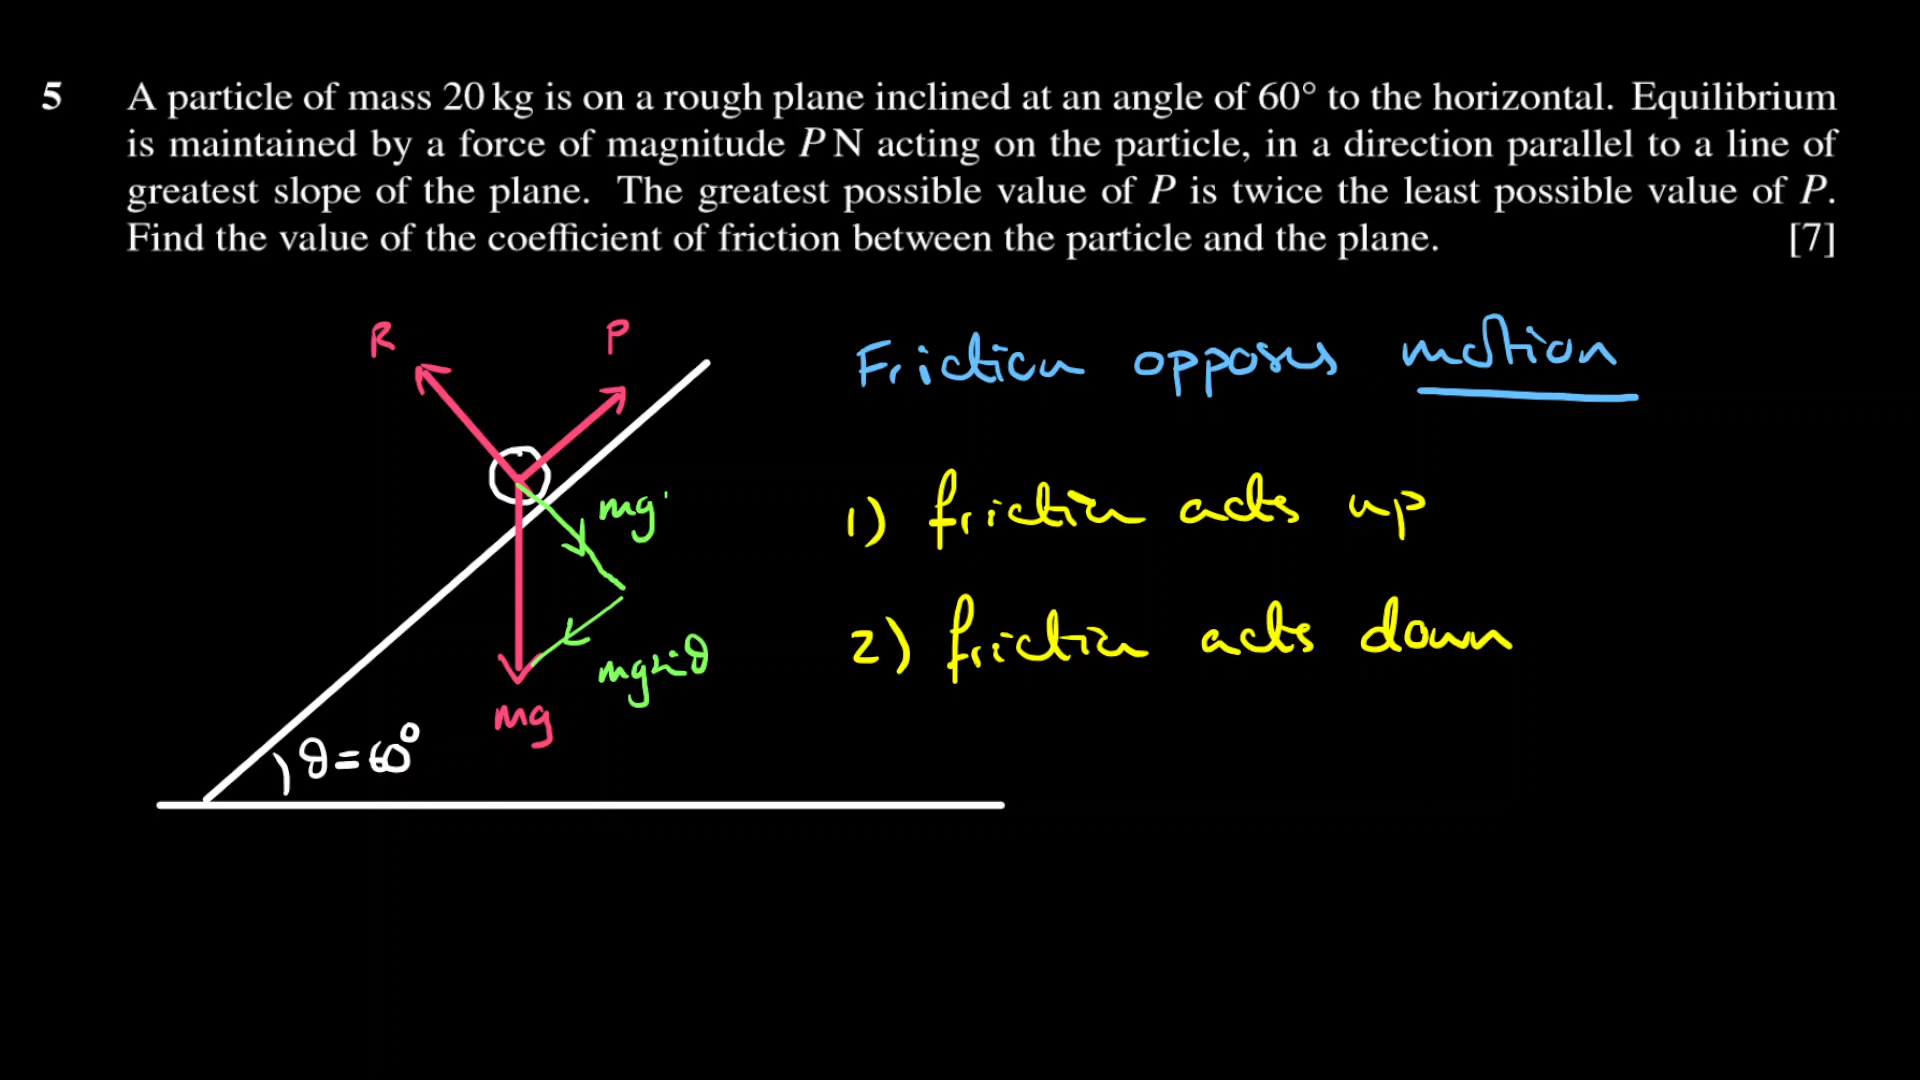 5 A particle of mass 20 kg is on a rough plane inclined at an angle of 60° to the horizontal. Equilibrium
is maintained by a force of magnitude P N acting on the particle, in a direction parallel to a line of
greatest slope of the plane. The greatest possible value of P is twice the least possible value of P.
Find the value of the coefficient of friction between the particle and the plane. [7]
R
P
Friction opposes motion
mg
1) friction acts up
2) friction acts down
mg sin θ
mg
θ = 60°